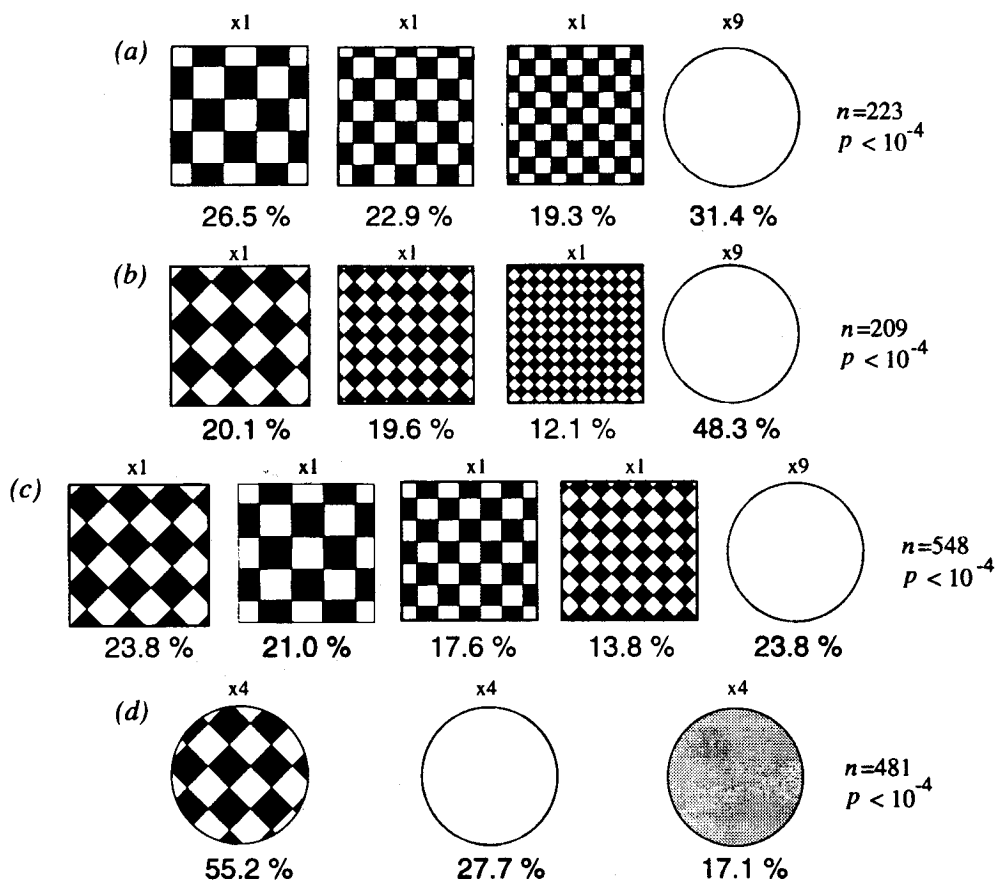 x1 x1 x1 x9
(a)
n=223
p < 10-4
26.5 % 22.9 % 19.3 % 31.4 %
x1 x1 x1 x9
(b)
n=209
p < 10-4
20.1 % 19.6 % 12.1 % 48.3 %
x1 x1 x1 x1 x9
(c)
n=548
p < 10-4
23.8 % 21.0 % 17.6 % 13.8 % 23.8 %
x4 x4 x4
(d)
n=481
p < 10-4
55.2 % 27.7 % 17.1 %